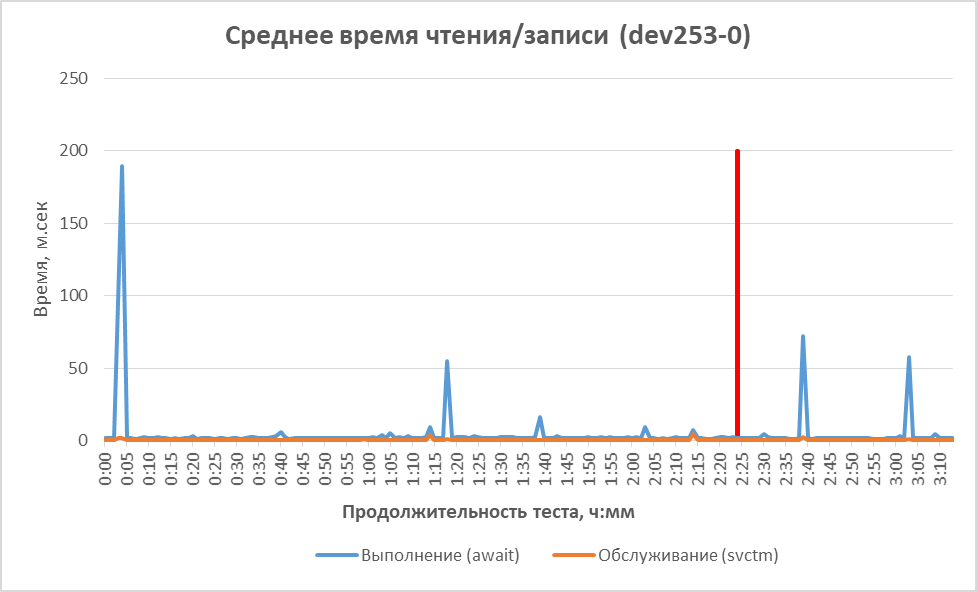 Среднее время чтения/записи (dev253-0)
250
200
150
100
50
0
Время, м.сек
0:00 0:05 0:10 0:15 0:20 0:25 0:30 0:35 0:40 0:45 0:50 0:55 1:00 1:05 1:10 1:15 1:20 1:25 1:30 1:35 1:40 1:45 1:50 1:55 2:00 2:05 2:10 2:15 2:20 2:25 2:30 2:35 2:40 2:45 2:50 2:55 3:00 3:05 3:10
Продолжительность теста, ч:мм
Выполнение (await) Обслуживание (svctm)